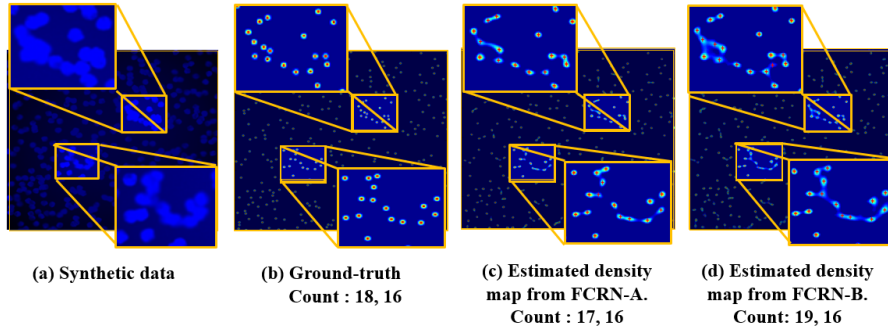 (a) Synthetic data
(b) Ground-truth
Count : 18, 16
(c) Estimated density
map from FCRN-A.
Count : 17, 16
(d) Estimated density
map from FCRN-B.
Count: 19, 16